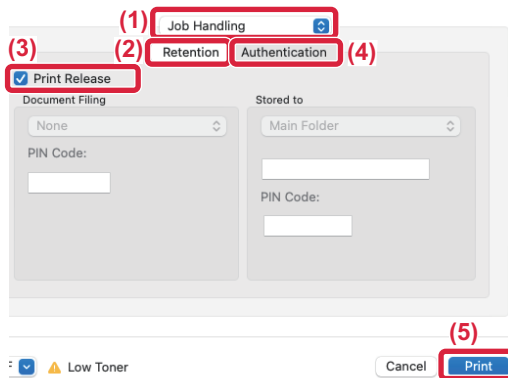 (1) Job Handling
(3) (2) Retention Authentication (4)
Print Release
Document Filing Stored to
None Main Folder
PIN Code:
PIN Code:
(5)
F Low Toner Cancel Print